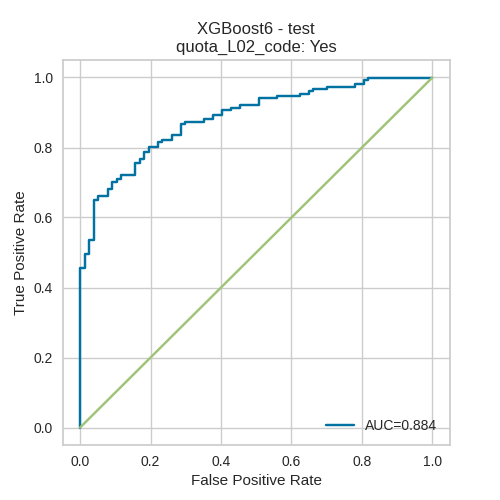 XGBoost6 - test
quota_L02_code: Yes
True Positive Rate
1.0
0.8
0.6
0.4
0.2
0.0
AUC=0.884
0.0 0.2 0.4 0.6 0.8 1.0
False Positive Rate